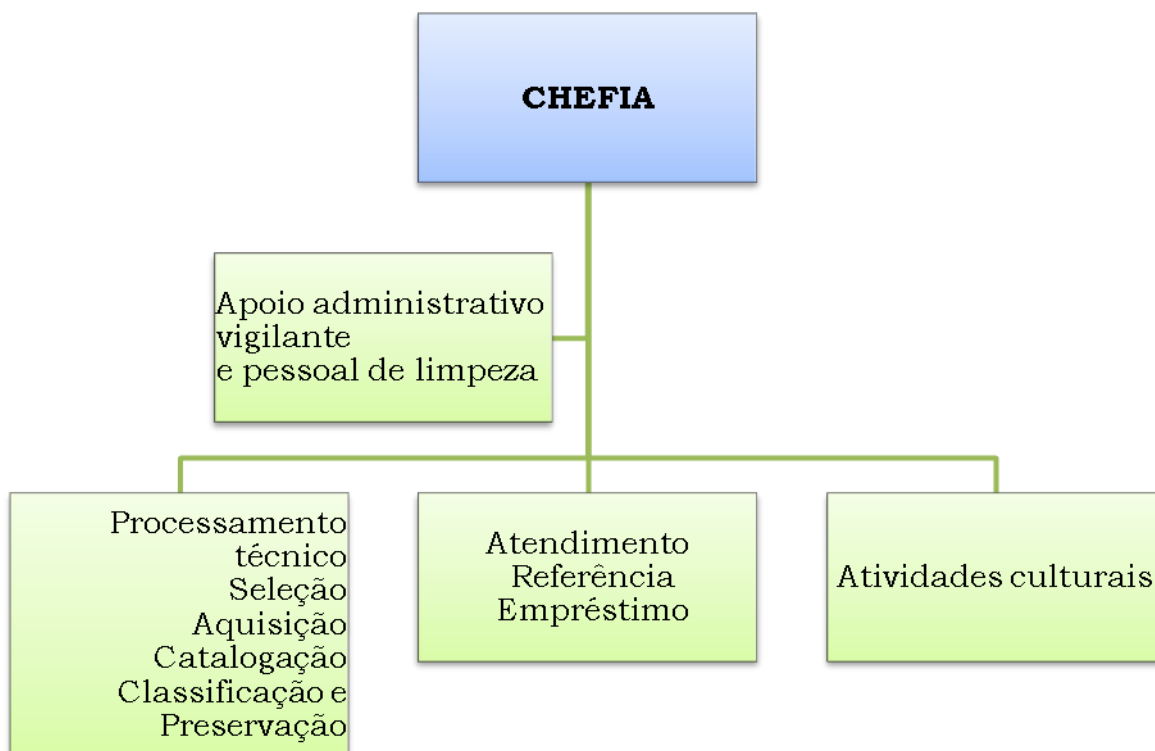 CHEFIA
Apoio administrativo
vigilante
e pessoal de limpeza
Processamento
técnico
Seleção
Aquisição
Catalogação
Classificação e
Preservação
Atendimento
Referência
Empréstimo
Atividades culturais